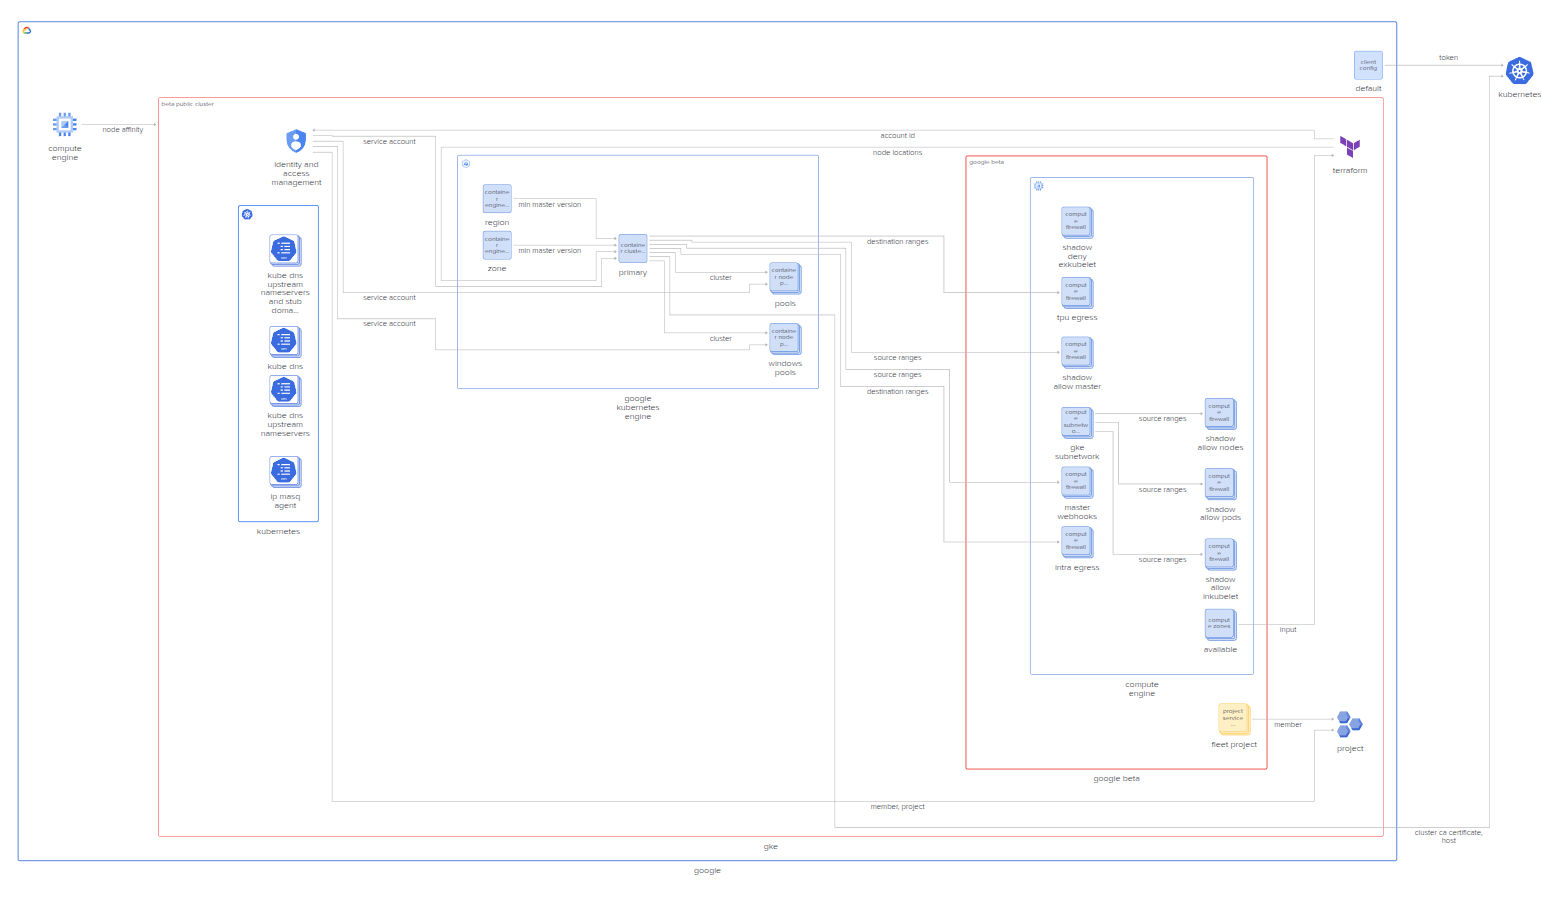 client
config
default
token
kubernetes
beta public cluster
compute
engine
node affinity
identity and
access
management
service account
account id
node locations
terraform
google beta
containe
r
engine...
region
min master version
containe
r
engine...
zone
min master version
containe
r cluste...
primary
cluster
containe
r node
p...
pools
service account
service account
cluster
containe
r node
p...
windows
pools
google
kubernetes
engine
kube dns
upstream
nameservers
and stub
doma...
kube dns
kube dns
upstream
nameservers
ip masq
agent
kubernetes
destination ranges
source ranges
source ranges
destination ranges
comput
e
firewall
shadow
deny
exkubelet
comput
e
firewall
tpu egress
comput
e
firewall
shadow
allow master
comput
e
subnetwo
o...
gke
subnetwork
comput
e
firewall
master
webhooks
comput
e
firewall
intra egress
source ranges
comput
e
firewall
shadow
allow nodes
source ranges
comput
e
firewall
shadow
allow pods
source ranges
comput
e
firewall
shadow
allow
inkubelet
comput
e zones
available
input
compute
engine
project
service
...
fleet project
member
project
google beta
member, project
cluster ca certificate,
host
gke
google